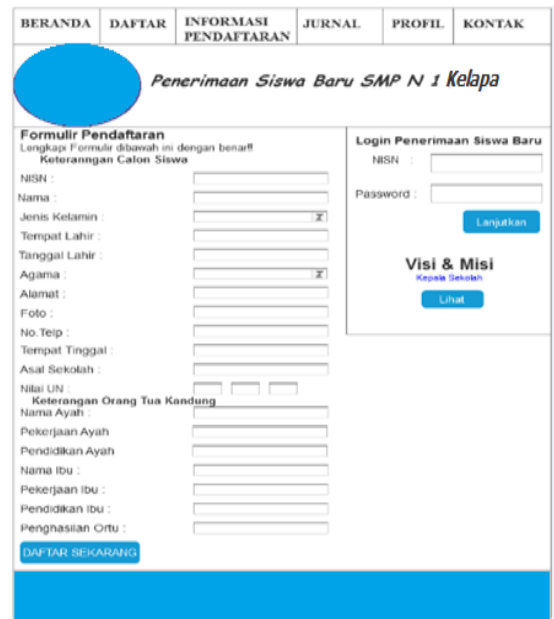 BERANDA DAFTAR INFORMASI PENDAFTARAN JURNAL PROFIL KONTAK
Penerimaan Siswa Baru SMP N 1 Kelapa
Formulir Pendaftaran
Lengkapi Formulir dibawah ini dengan benar!!
Keteranngan Calon Siswa
NISN :
Nama :
Jenis Kelamin :
Tempat Lahir :
Tanggal Lahir :
Agama :
Alamat :
Foto :
No.Telp :
Tempat Tinggal :
Asal Sekolah :
Nilai UN :
Keterangan Orang Tua Kandung
Nama Ayah :
Pekerjaan Ayah
Pendidikan Ayah
Nama Ibu :
Pekerjaan Ibu :
Pendidikan Ibu :
Penghasilan Ortu :
DAFTAR SEKARANG
Login Penerimaan Siswa Baru
NISN :
Password :
Lanjutkan
Visi & Misi
Kepala Sekolah
Lihat